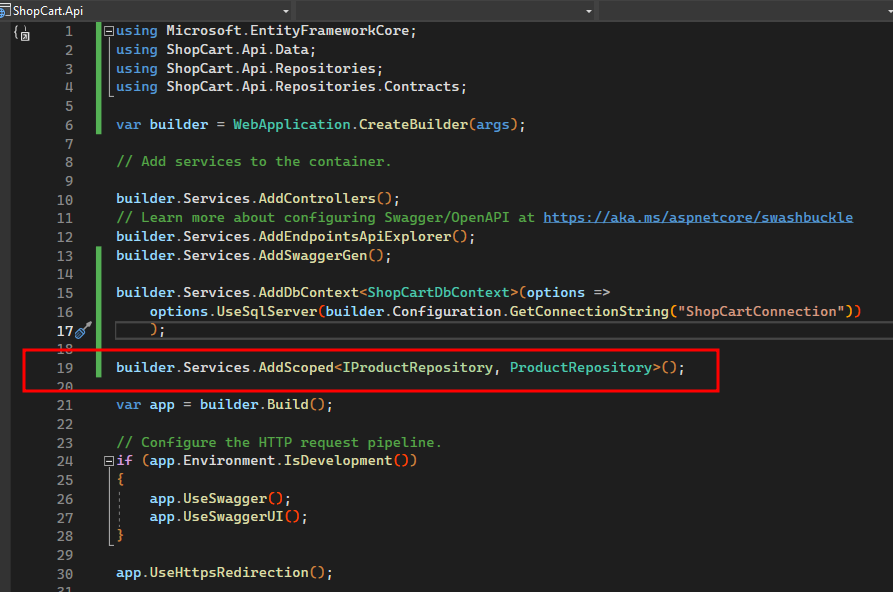 ShopCart.Api
1 using Microsoft.EntityFrameworkCore;
2 using ShopCart.Api.Data;
3 using ShopCart.Api.Repositories;
4 using ShopCart.Api.Repositories.Contracts;
5
6 var builder = WebApplication.CreateBuilder(args);
7
8 // Add services to the container.
9
10 builder.Services.AddControllers();
11 // Learn more about configuring Swagger/OpenAPI at https://aka.ms/aspnetcore/swashbuckle
12 builder.Services.AddEndpointsApiExplorer();
13 builder.Services.AddSwaggerGen();
14
15 builder.Services.AddDbContext<ShopCartDbContext>(options =>
16 options.UseSqlServer(builder.Configuration.GetConnectionString("ShopCartConnection"))
17 );
18
19 builder.Services.AddScoped<IProductRepository, ProductRepository>();
20
21 var app = builder.Build();
22
23 // Configure the HTTP request pipeline.
24 if (app.Environment.IsDevelopment())
25 {
26 app.UseSwagger();
27 app.UseSwaggerUI();
28 }
29
30 app.UseHttpsRedirection();
31